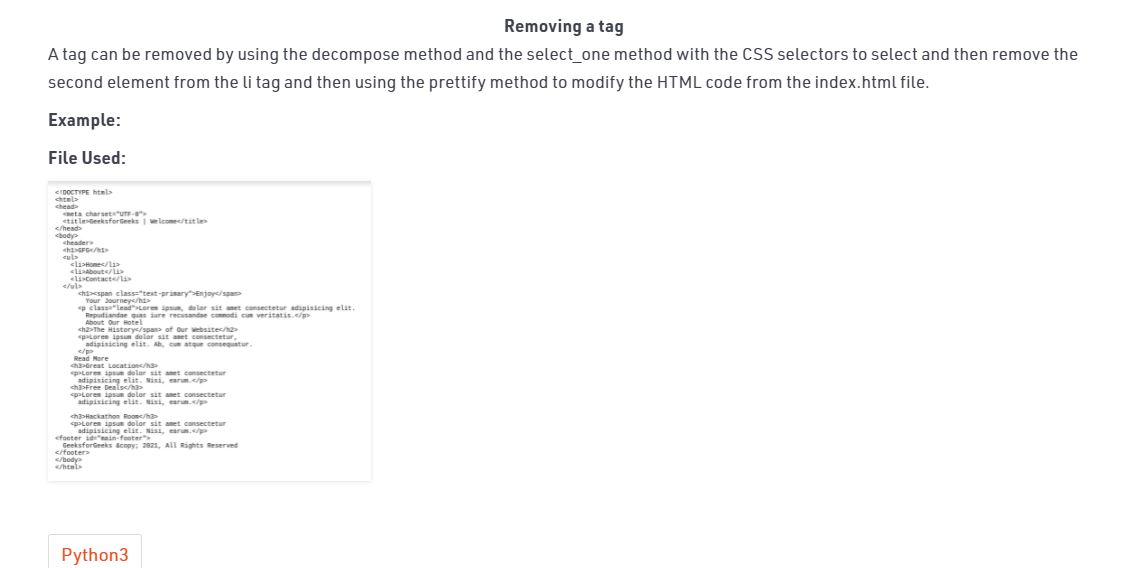 Removing a tag
A tag can be removed by using the decompose method and the select_one method with the CSS selectors to select and then remove the
second element from the li tag and then using the prettify method to modify the HTML code from the index.html file.
Example:
File Used:
<!DOCTYPE html>
<html>
<head>
<meta charset="UTF-8">
<title>GeeksforGeeks | Welcome</title>
</head>
<body>
<header>
<h1>GFG</h1>
<ul>
<li>Home</li>
<li>About</li>
<li>Contact</li>
</ul>
<h1><span class="text-primary">Enjoy</span>
Your Journey</h1>
<p class="lead">Lorem ipsum, dolor sit amet consectetur adipisicing elit.
Repudiandae quas iure recusandae commodi cum veritatis.</p>
About Our Hotel
<h2>The History</span> of Our Website</h2>
<p>Lorem ipsum dolor sit amet consectetur,
adipisicing elit. Ab, cum atque consequatur.
</p>
Read More
<h3>Great Location</h3>
<p>Lorem ipsum dolor sit amet consectetur
adipisicing elit. Nisi, earum.</p>
<h3>Free Deals</h3>
<p>Lorem ipsum dolor sit amet consectetur
adipisicing elit. Nisi, earum.</p>
<h3>Hackathon Room</h3>
<p>Lorem ipsum dolor sit amet consectetur
adipisicing elit. Nisi, earum.</p>
<footer id="main-footer">
GeeksforGeeks &copy; 2021, All Rights Reserved
</footer>
</body>
</html>
Python3